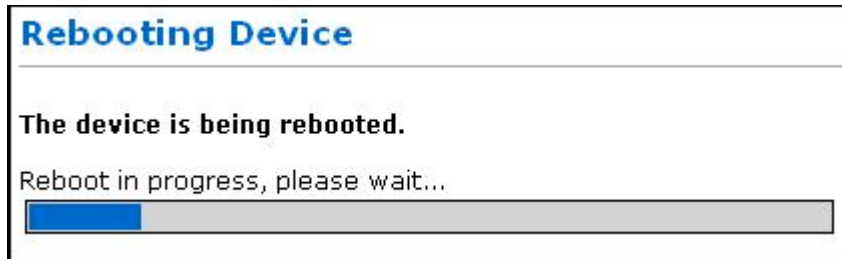 Rebooting Device
The device is being rebooted.
Reboot in progress, please wait...